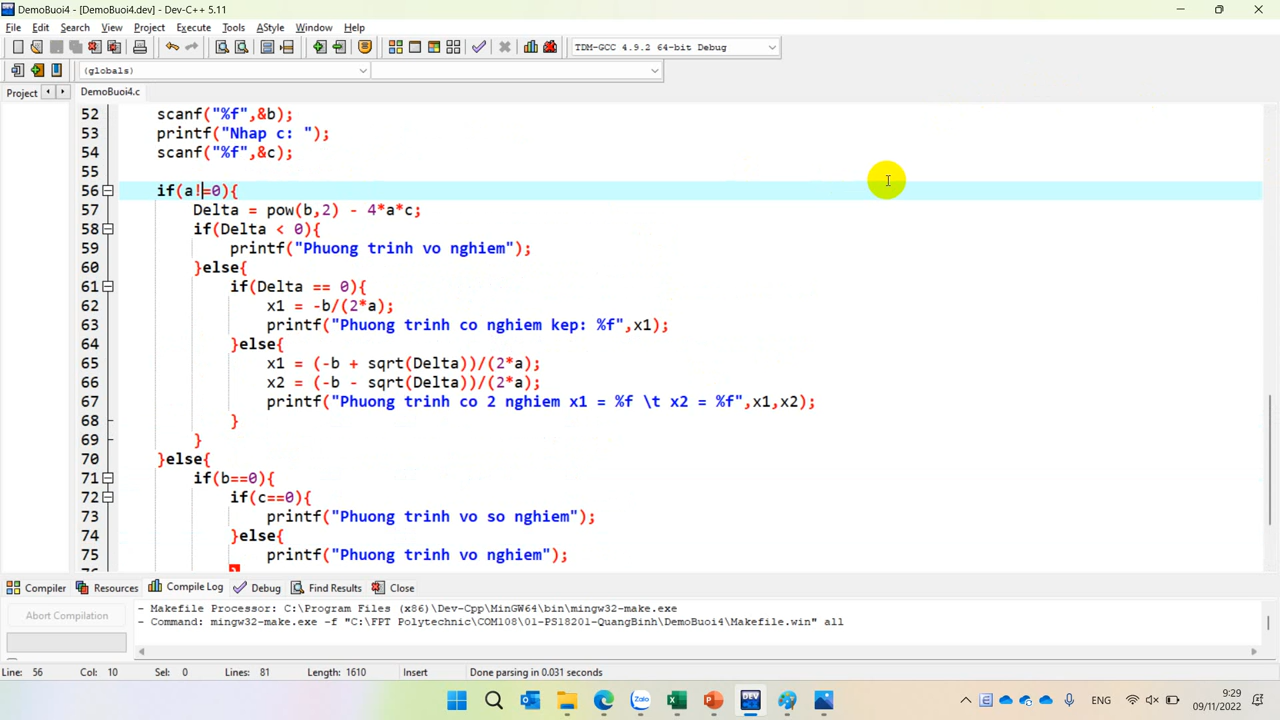 DemoBuoi4 - [DemoBuoi4.dev] - Dev-C++ 5.11
File Edit Search View Project Execute Tools AStyle Window Help
TDM-GCC 4.9.2 64-bit Debug
(globals)
Project DemoBuoi4.c
52 scanf("%f",&b);
53 printf("Nhap c: ");
54 scanf("%f",&c);
55
56 if(a!=0){
57 Delta = pow(b,2) - 4*a*c;
58 if(Delta < 0){
59 printf("Phuong trinh vo nghiem");
60 }else{
61 if(Delta == 0){
62 x1 = -b/(2*a);
63 printf("Phuong trinh co nghiem kep: %f",x1);
64 }else{
65 x1 = (-b + sqrt(Delta))/(2*a);
66 x2 = (-b - sqrt(Delta))/(2*a);
67 printf("Phuong trinh co 2 nghiem x1 = %f \t x2 = %f",x1,x2);
68 }
69 }
70 }else{
71 if(b==0){
72 if(c==0){
73 printf("Phuong trinh vo so nghiem");
74 }else{
75 printf("Phuong trinh vo nghiem");
Compiler Resources Compile Log Debug Find Results Close
Abort Compilation
- Makefile Processor: C:\Program Files (x86)\Dev-Cpp\MinGW64\bin\mingw32-make.exe
- Command: mingw32-make.exe -f "C:\FPT Polytechnic\COM108\01-PS18201-QuangBinh\DemoBuoi4\Makefile.win" all
Line: 56 Col: 10 Sel: 0 Lines: 81 Length: 1610 Insert Done parsing in 0.031 seconds
Zalo DEV ENG 9:29
09/11/2022